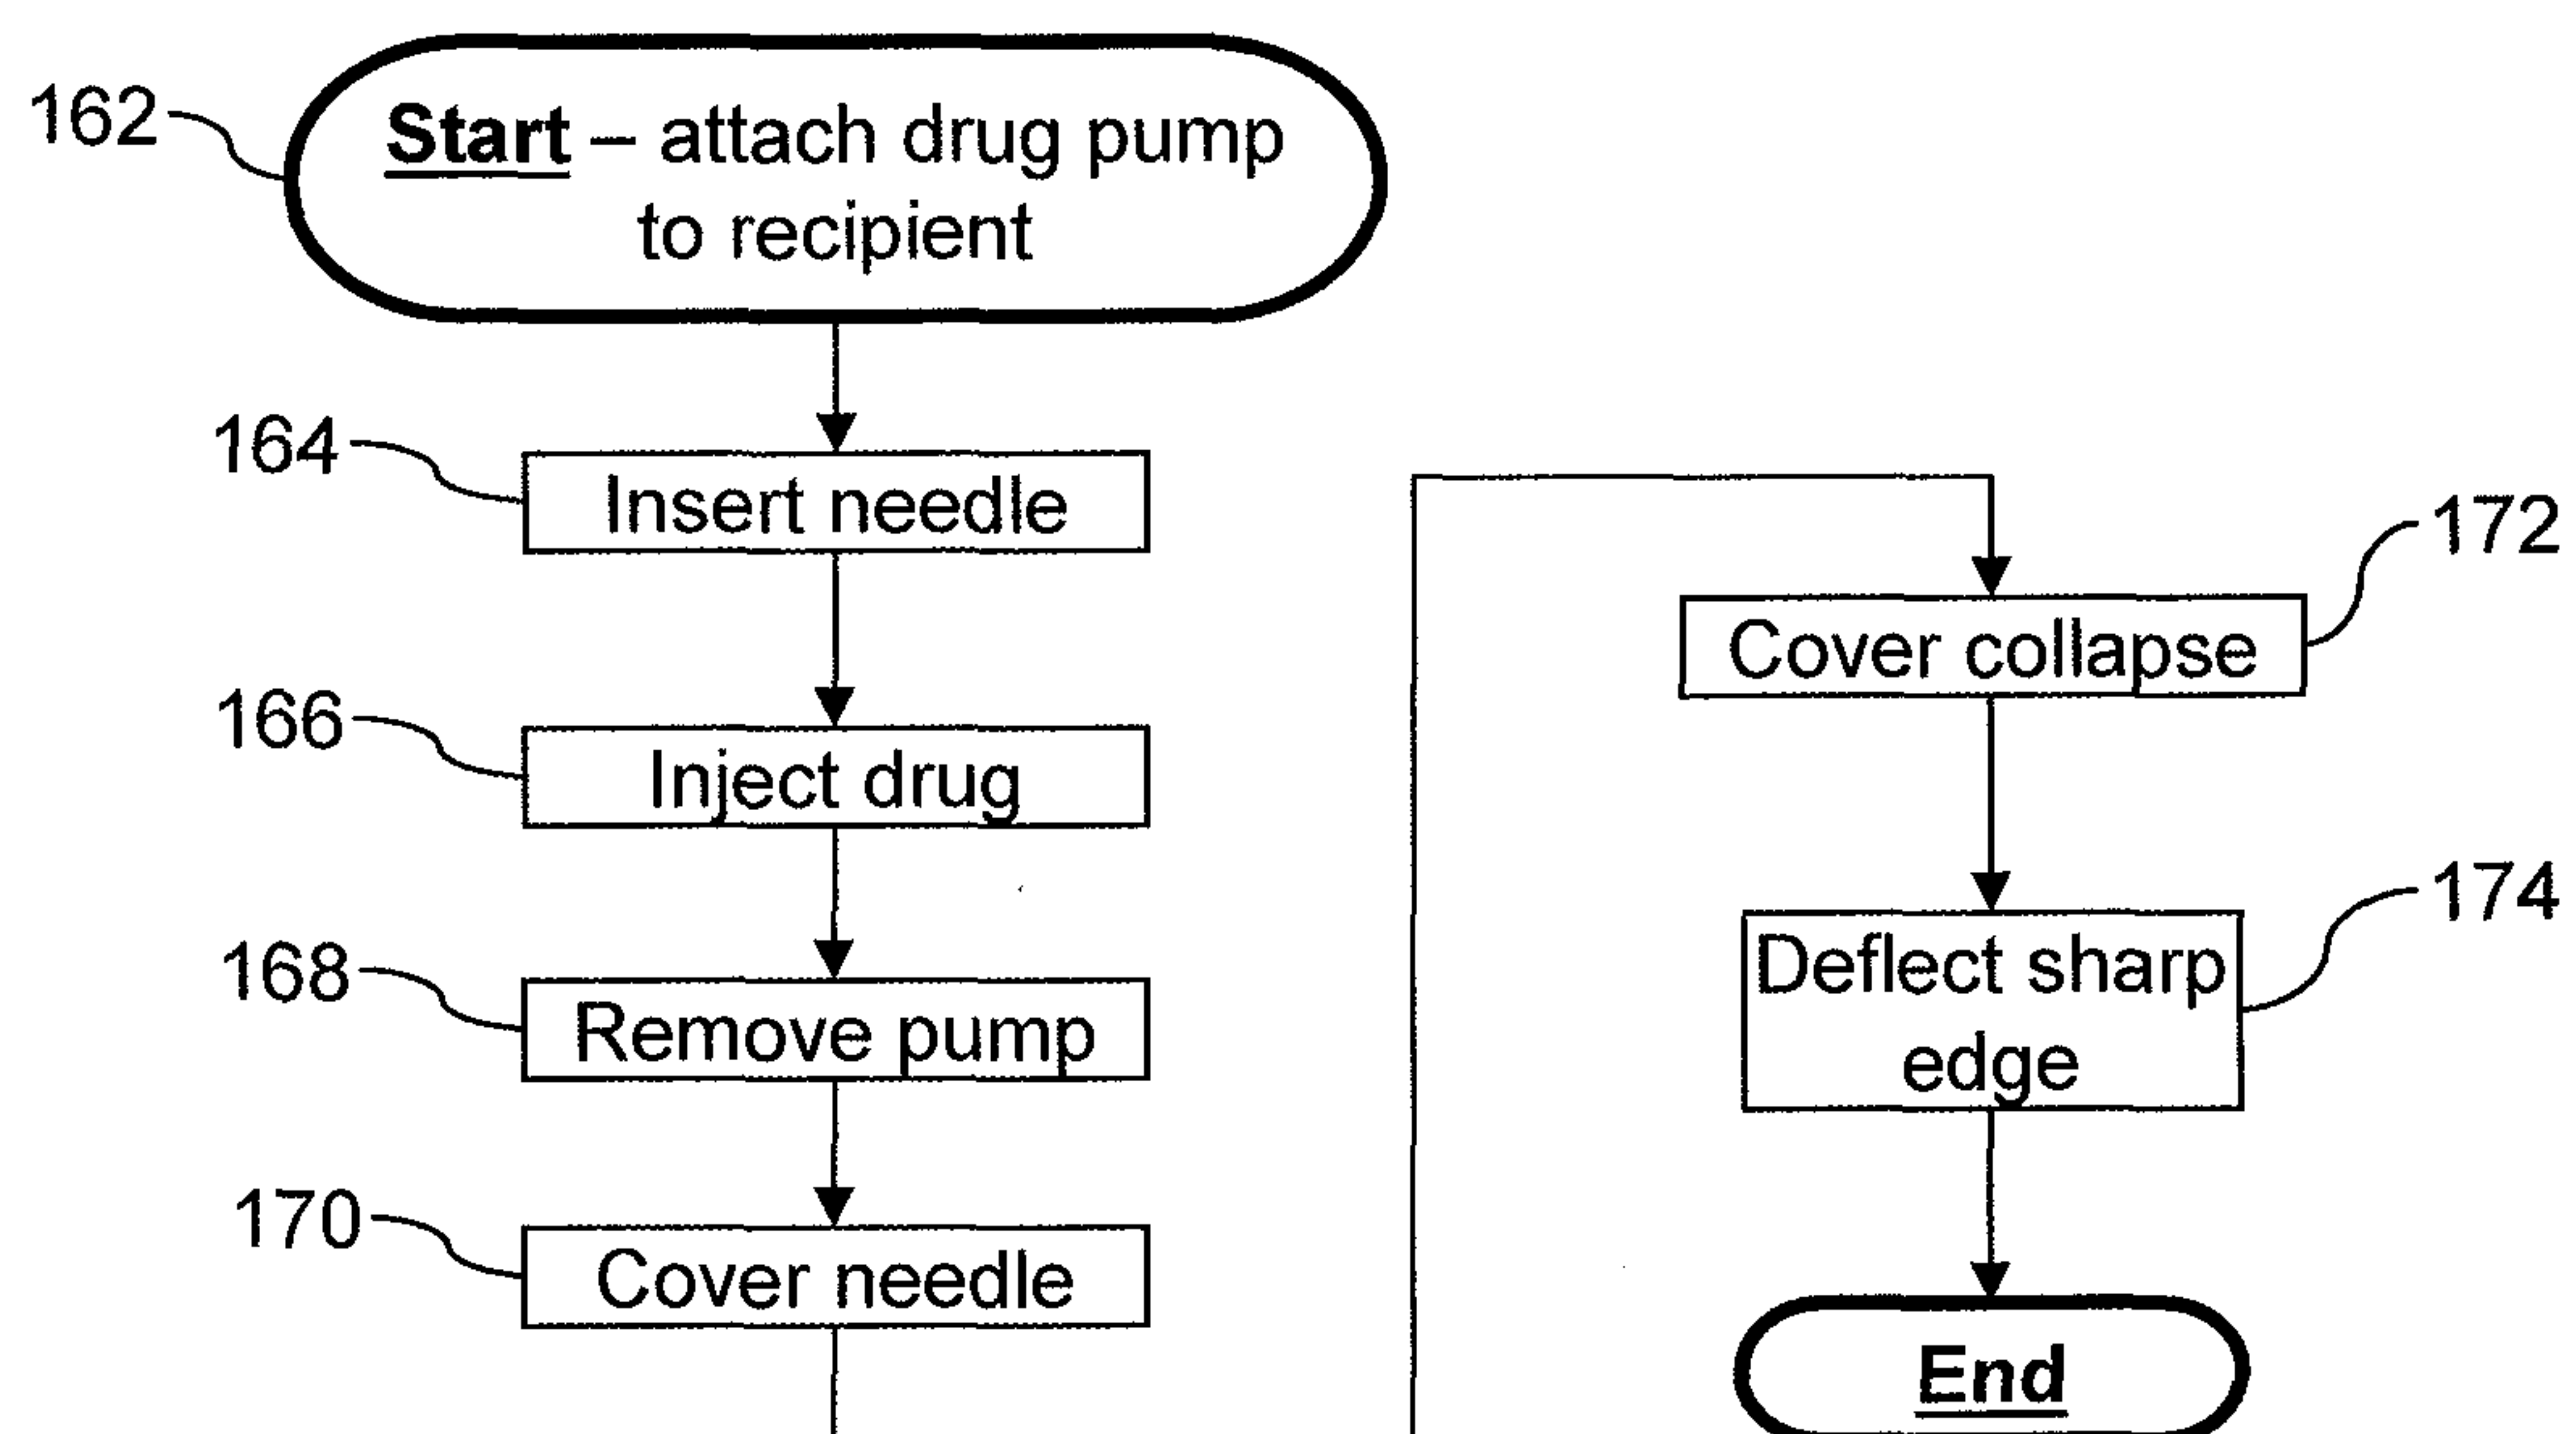 162
Start – attach drug pump
to recipient
164
Insert needle
166
Inject drug
168
Remove pump
170
Cover needle
172
Cover collapse
174
Deflect sharp
edge
End